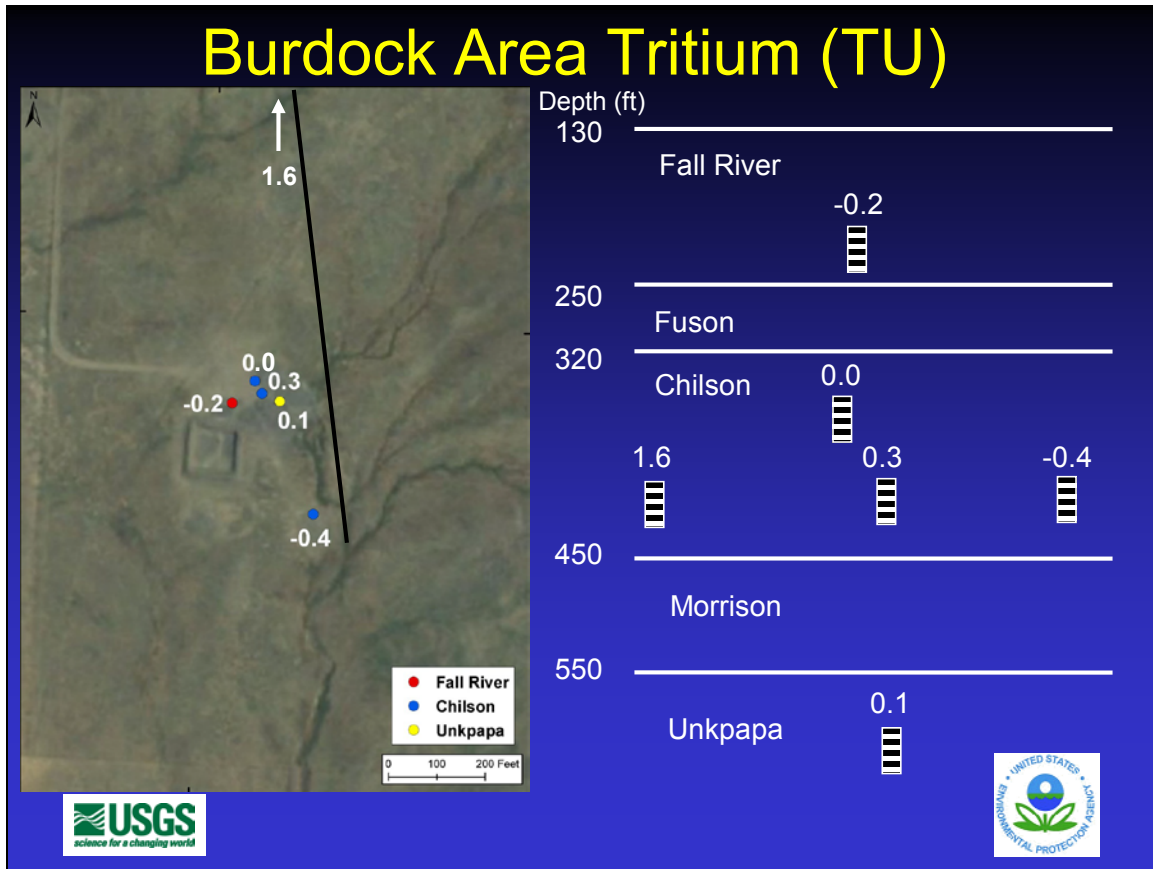 Burdock Area Tritium (TU)
N
1.6
0.0
0.3
-0.2
0.1
-0.4
Fall River
Chilson
Unkpapa
0 100 200 Feet
Depth (ft)
130
Fall River
-0.2
250
Fuson
320
Chilson
0.0
1.6 0.3 -0.4
450
Morrison
550
0.1
Unkpapa
USGS
science for a changing world
UNITED STATES
ENVIRONMENTAL PROTECTION AGENCY